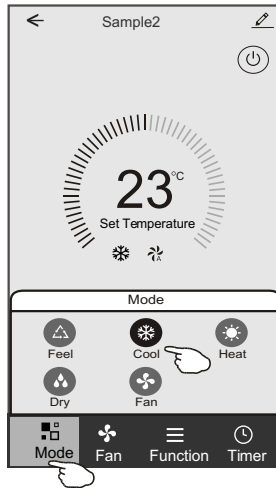 Sample2
23°C
Set Temperature
A
Mode
Feel Cool Heat
Dry Fan
Mode Fan Function Timer